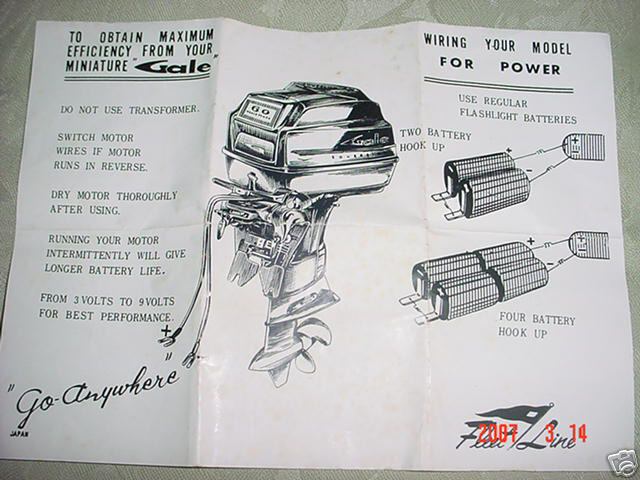 TO OBTAIN MAXIMUM
EFFICIENCY FROM YOUR
MINIATURE "Gale"
DO NOT USE TRANSFORMER.
SWITCH MOTOR
WIRES IF MOTOR
RUNS IN REVERSE.
DRY MOTOR THOROUGHLY
AFTER USING.
RUNNING YOUR MOTOR
INTERMITTENTLY WILL GIVE
LONGER BATTERY LIFE.
FROM 3 VOLTS TO 9 VOLTS
FOR BEST PERFORMANCE.
"Go-Anywhere"
JAPAN
60
Gale
WIRING YOUR MODEL
FOR POWER
USE REGULAR
FLASHLIGHT BATTERIES
TWO BATTERY
HOOK UP
FOUR BATTERY
HOOK UP
Fleet Line
2007 3 14